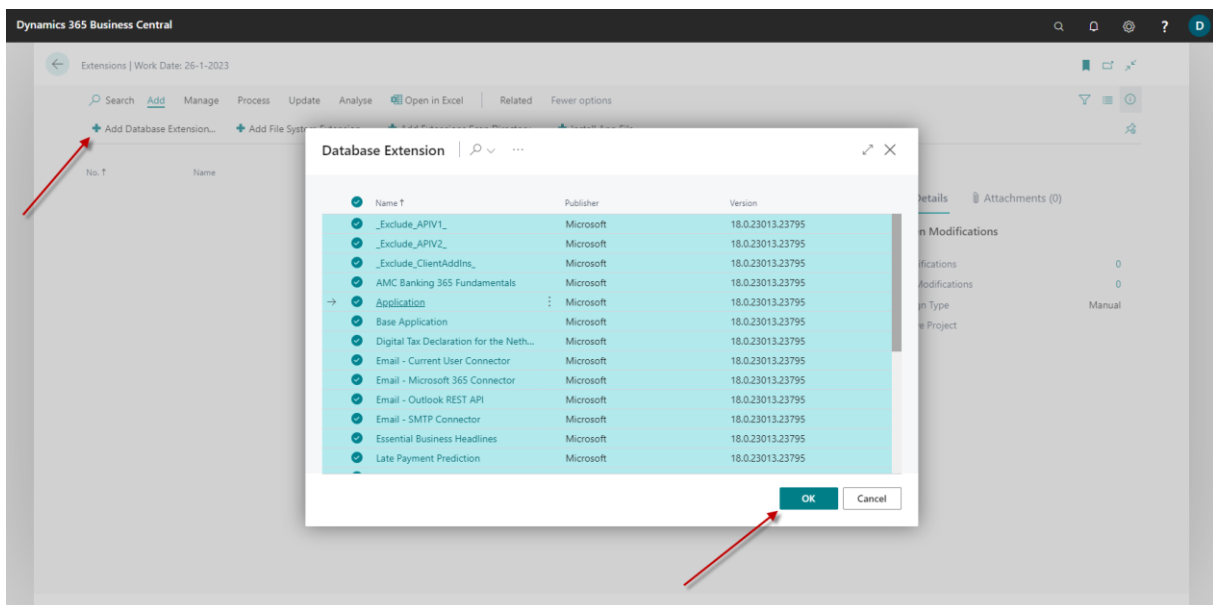 Dynamics 365 Business Central
? D
Extensions | Work Date: 26-1-2023
Search Add Manage Process Update Analyse Open in Excel Related Fewer options
Add Database Extension... Add File System Extension
No. ↑ Name
Database Extension
Name ↑ Publisher Version
_Exclude_APIV1_ Microsoft 18.0.23013.23795
_Exclude_APIV2_ Microsoft 18.0.23013.23795
_Exclude_ClientAddIns_ Microsoft 18.0.23013.23795
AMC Banking 365 Fundamentals Microsoft 18.0.23013.23795
Application Microsoft 18.0.23013.23795
Base Application Microsoft 18.0.23013.23795
Digital Tax Declaration for the Neth... Microsoft 18.0.23013.23795
Email - Current User Connector Microsoft 18.0.23013.23795
Email - Microsoft 365 Connector Microsoft 18.0.23013.23795
Email - Outlook REST API Microsoft 18.0.23013.23795
Email - SMTP Connector Microsoft 18.0.23013.23795
Essential Business Headlines Microsoft 18.0.23013.23795
Late Payment Prediction Microsoft 18.0.23013.23795
OK Cancel
Details Attachments (0)
n Modifications
ifications 0
Modifications 0
gn Type Manual
e Project